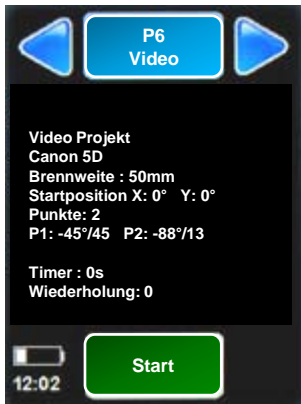 P6
Video
Video Projekt
Canon 5D
Brennweite : 50mm
Startposition X: 0° Y: 0°
Punkte: 2
P1: -45°/45 P2: -88°/13
Timer : 0s
Wiederholung: 0
12:02
Start